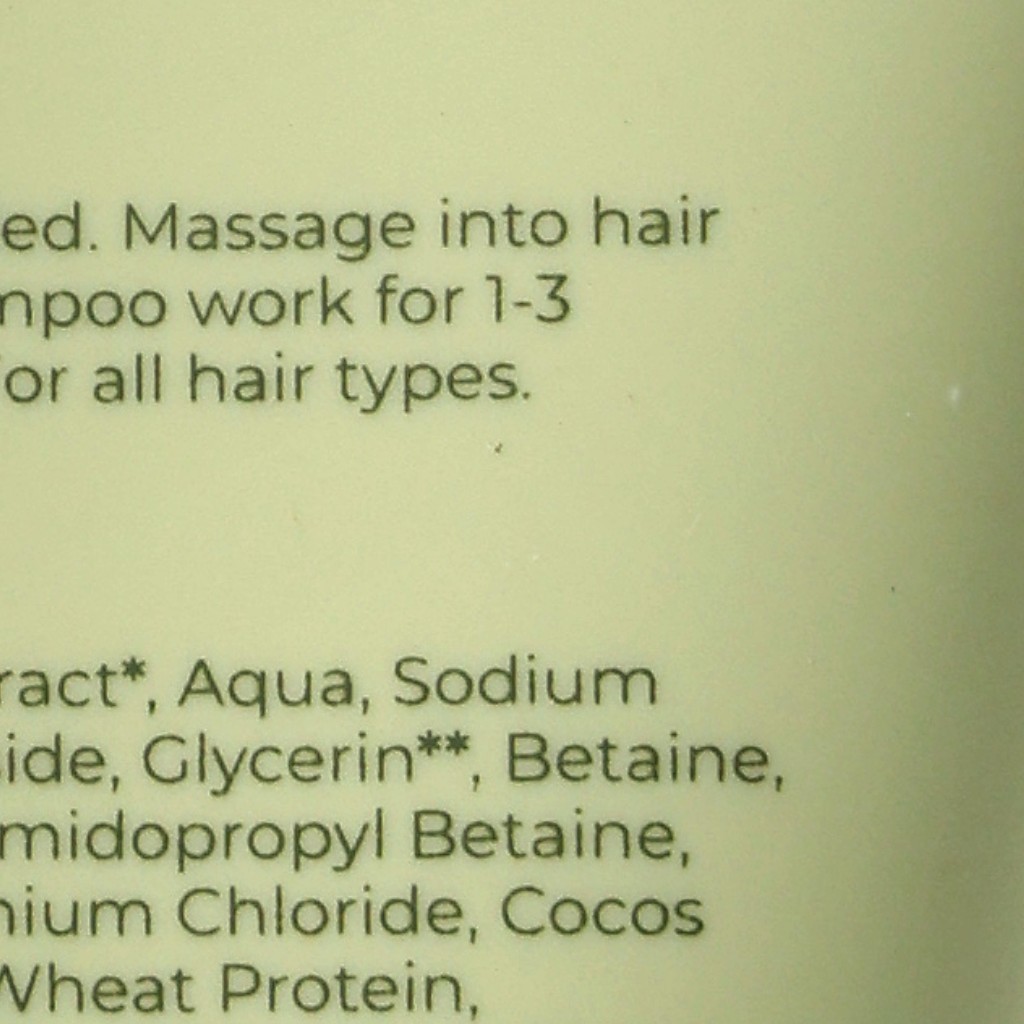 ed. Massage into hair
npoo work for 1-3
or all hair types.
ract*, Aqua, Sodium
ide, Glycerin**, Betaine,
midopropyl Betaine,
nium Chloride, Cocos
Wheat Protein,